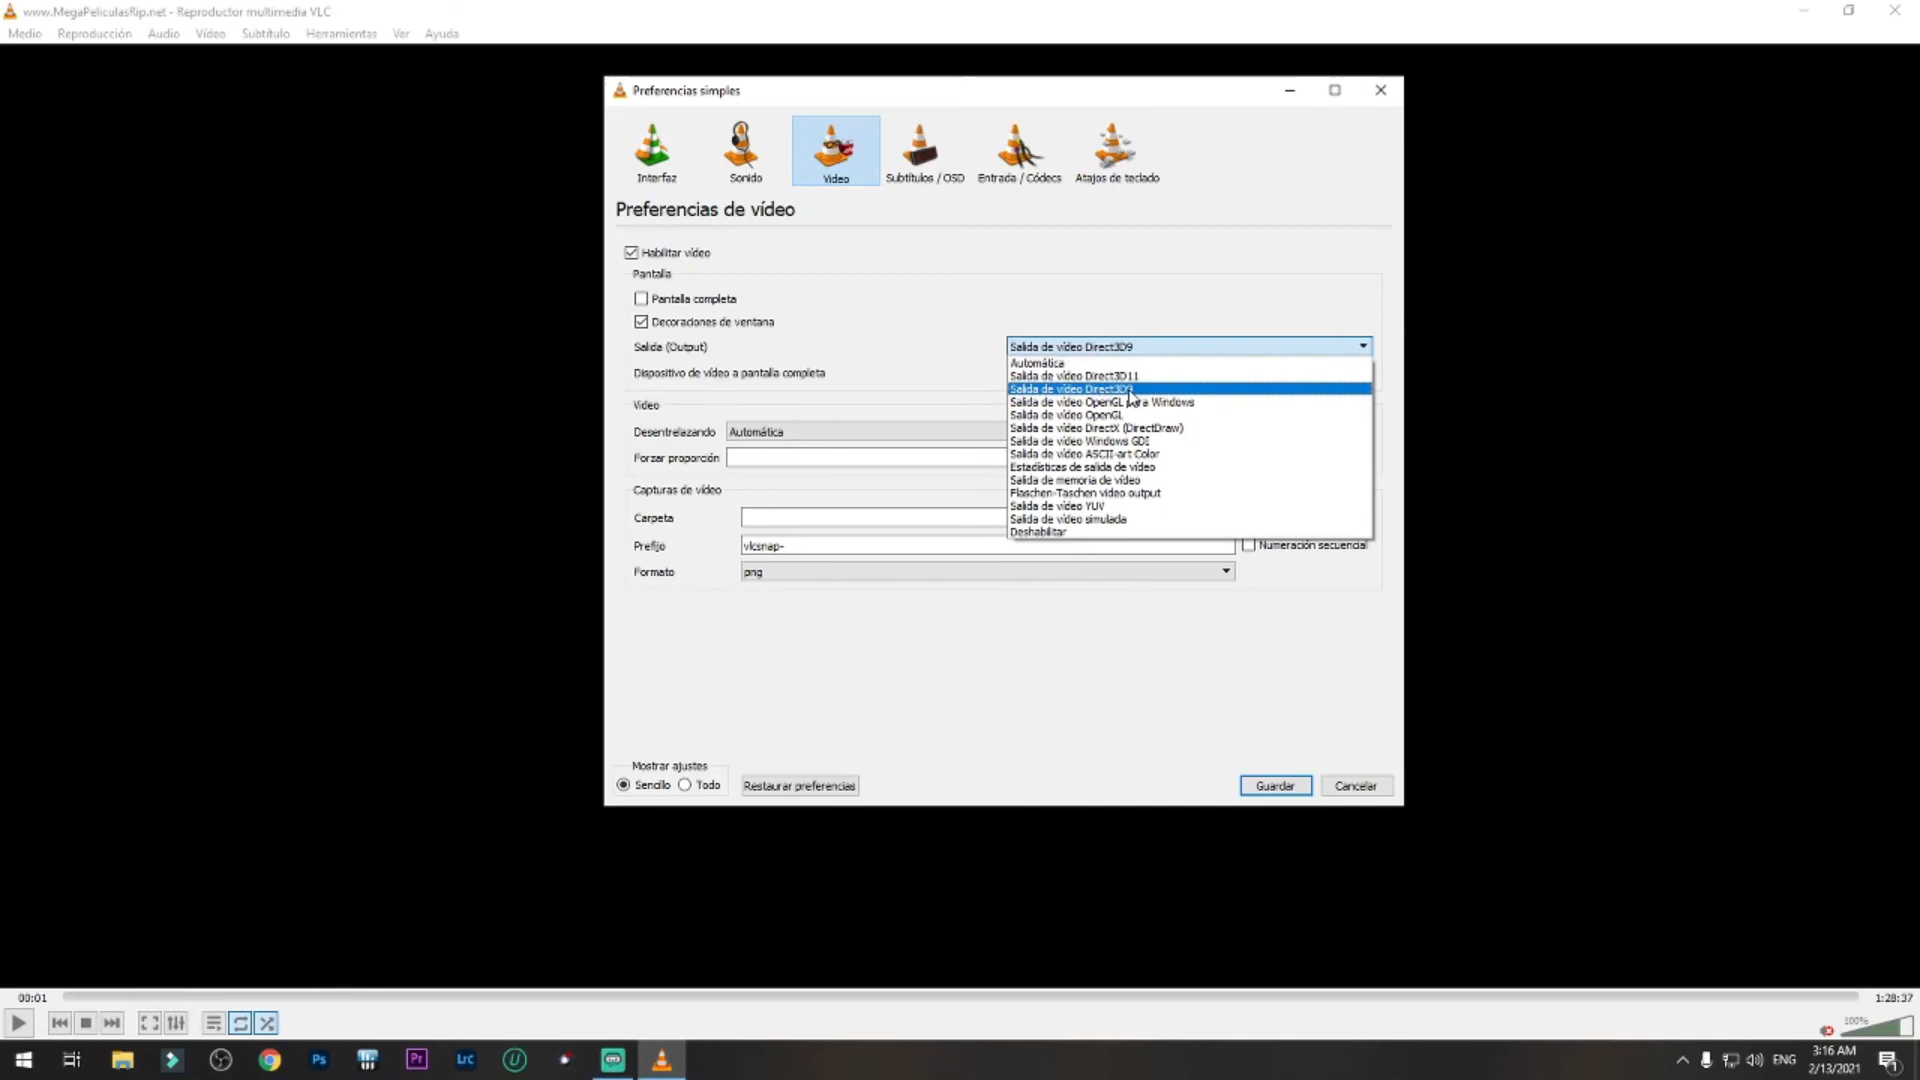 www.MegaPeliculasRip.net - Reproductor multimedia VLC
Medio Reproducción Audio Vídeo Subtítulo Herramientas Ver Ayuda
Preferencias simples
Interfaz Sonido Video Subtítulos / OSD Entrada / Códecs Atajos de teclado
Preferencias de vídeo
Habilitar vídeo
Pantalla
Pantalla completa
Decoraciones de ventana
Salida (Output) Salida de vídeo Direct3D9
Automática
Salida de vídeo Direct3D11
Dispositivo de vídeo a pantalla completa
Salida de vídeo Direct3D9
Salida de vídeo OpenGL para Windows
Salida de vídeo OpenGL
Salida de vídeo DirectX (DirectDraw)
Salida de vídeo Windows GDI
Salida de vídeo ASCII-art Color
Estadísticas de salida de vídeo
Salida de memoria de vídeo
Flaschen-Taschen video output
Salida de vídeo YUV
Salida de vídeo simulada
Deshabilitar
Video
Desentrelazando Automática
Forzar proporción
Capturas de vídeo
Carpeta
Prefijo vlcsnap- Numeración secuencial
Formato png
Mostrar ajustes
Sencillo Todo Restaurar preferencias Guardar Cancelar
00:01 1:28:37
100%
Ps Pr Lrc U ENG 3:16 AM
2/13/2021 1